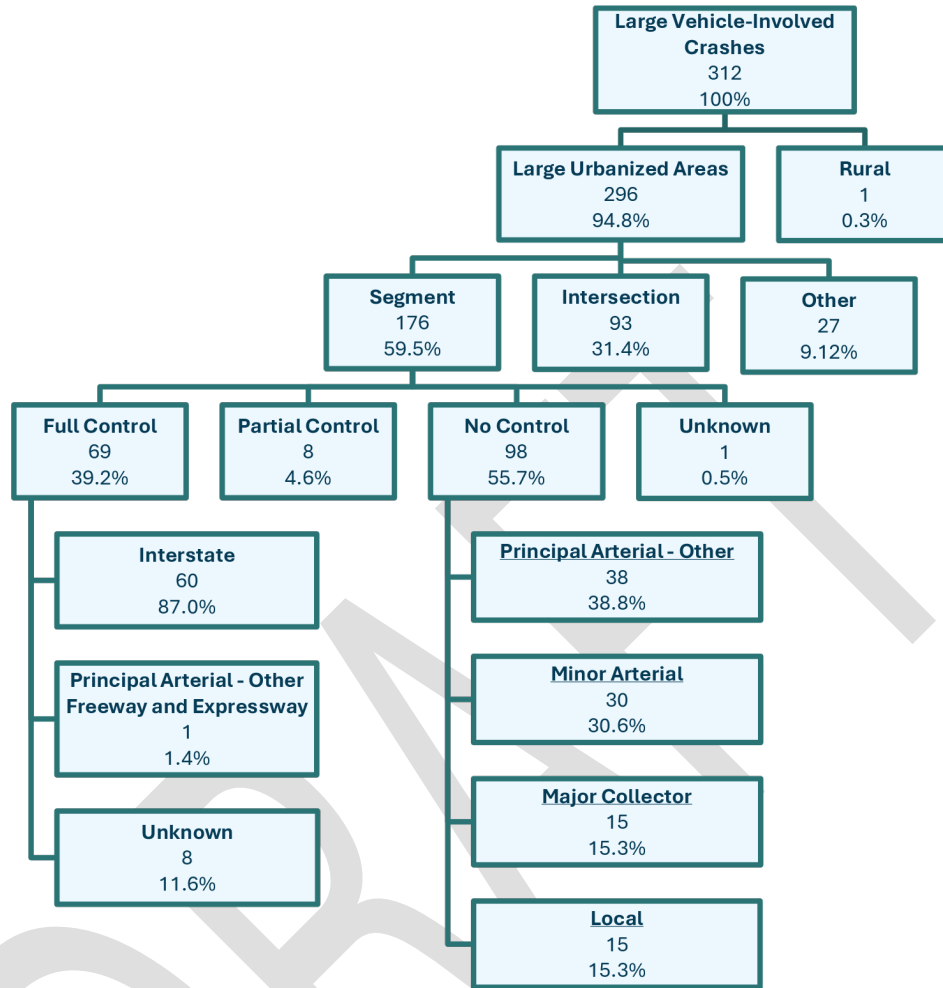 Large Vehicle-Involved
Crashes
312
100%
Large Urbanized Areas
296
94.8%
Rural
1
0.3%
Segment
176
59.5%
Intersection
93
31.4%
Other
27
9.12%
Full Control
69
39.2%
Partial Control
8
4.6%
No Control
98
55.7%
Unknown
1
0.5%
Interstate
60
87.0%
Principal Arterial - Other
Freeway and Expressway
1
1.4%
Unknown
8
11.6%
Principal Arterial - Other
38
38.8%
Minor Arterial
30
30.6%
Major Collector
15
15.3%
Local
15
15.3%
DRAFT